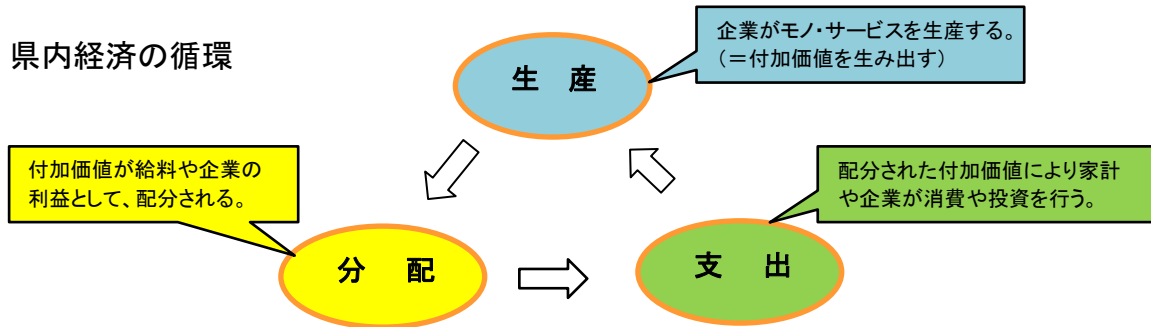 県内経済の循環
企業がモノ・サービスを生産する。
(＝付加価値を生み出す)
生 産
付加価値が給料や企業の
利益として、配分される。
配分された付加価値により家計
や企業が消費や投資を行う。
分 配
支 出